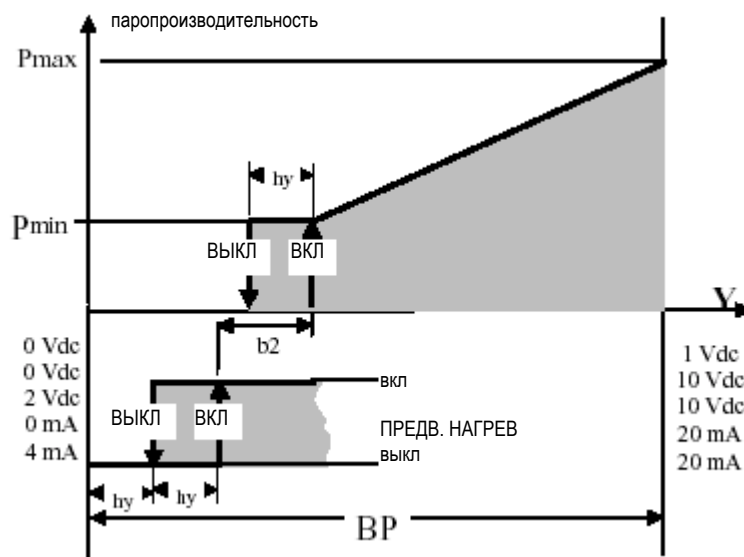 паропроизводительность
Pmax
hy
Pmin
ВЫКЛ
ВКЛ
Y
b2
0 Vdc
0 Vdc
2 Vdc
0 mA
4 mA
1 Vdc
10 Vdc
10 Vdc
20 mA
20 mA
вкл
ВЫКЛ
ВКЛ
ПРЕДВ. НАГРЕВ
выкл
hy
hy
BP